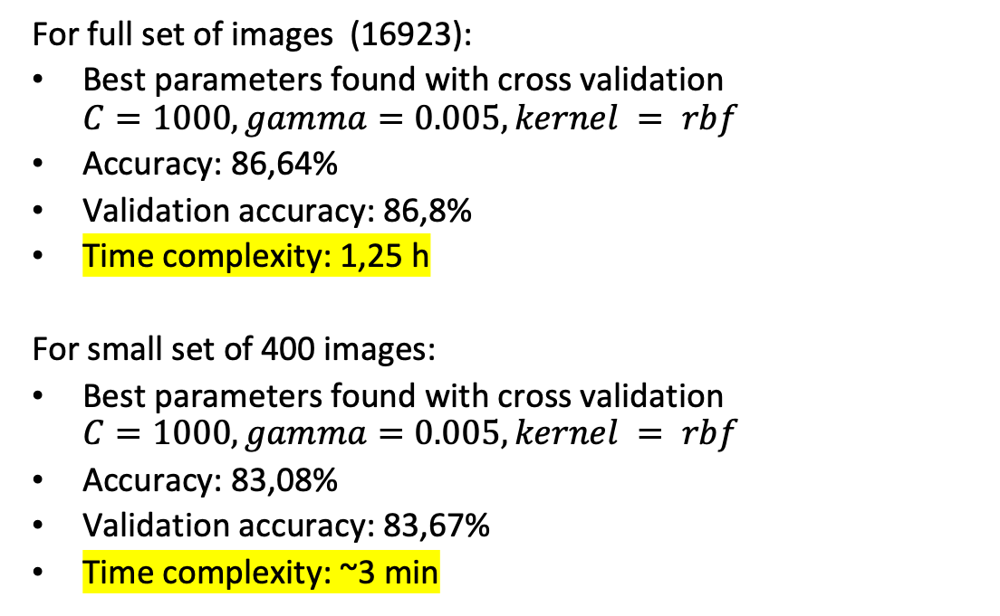 For full set of images (16923):
• Best parameters found with cross validation
C = 1000, gamma = 0.005, kernel = rbf
• Accuracy: 86,64%
• Validation accuracy: 86,8%
• Time complexity: 1,25 h
For small set of 400 images:
• Best parameters found with cross validation
C = 1000, gamma = 0.005, kernel = rbf
• Accuracy: 83,08%
• Validation accuracy: 83,67%
• Time complexity: ~3 min